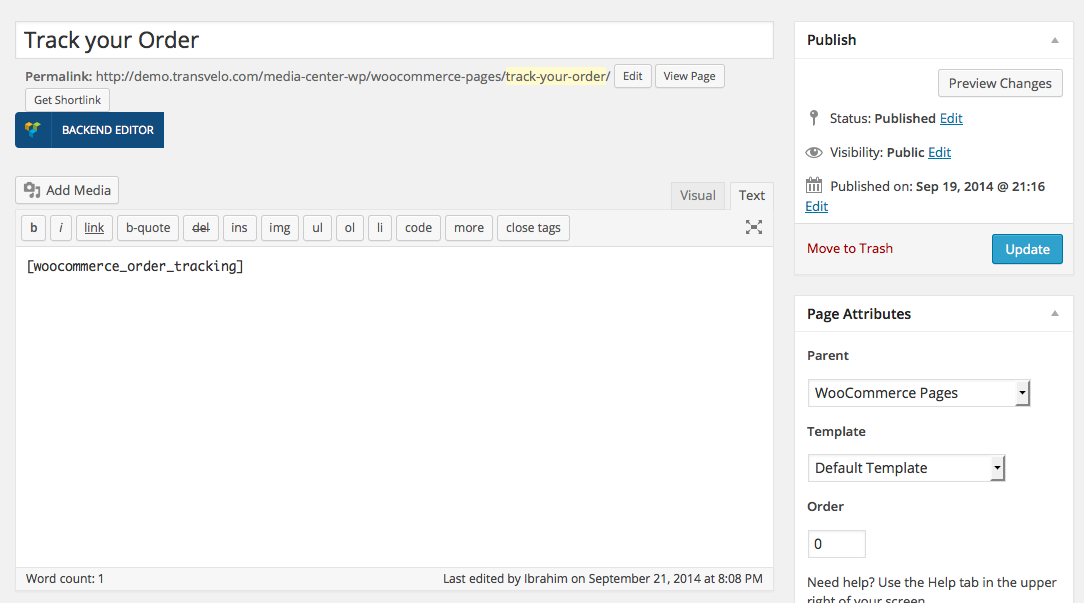 Track your Order
Permalink: http://demo.transvelo.com/media-center-wp/woocommerce-pages/track-your-order/ Edit View Page
Get Shortlink
BACKEND EDITOR
Add Media
Visual Text
b i link b-quote del ins img ul ol li code more close tags
[woocommerce_order_tracking]
Word count: 1 Last edited by Ibrahim on September 21, 2014 at 8:08 PM
Publish
Preview Changes
Status: Published Edit
Visibility: Public Edit
Published on: Sep 19, 2014 @ 21:16
Edit
Move to Trash Update
Page Attributes
Parent
WooCommerce Pages
Template
Default Template
Order
0
Need help? Use the Help tab in the upper
right of your screen.